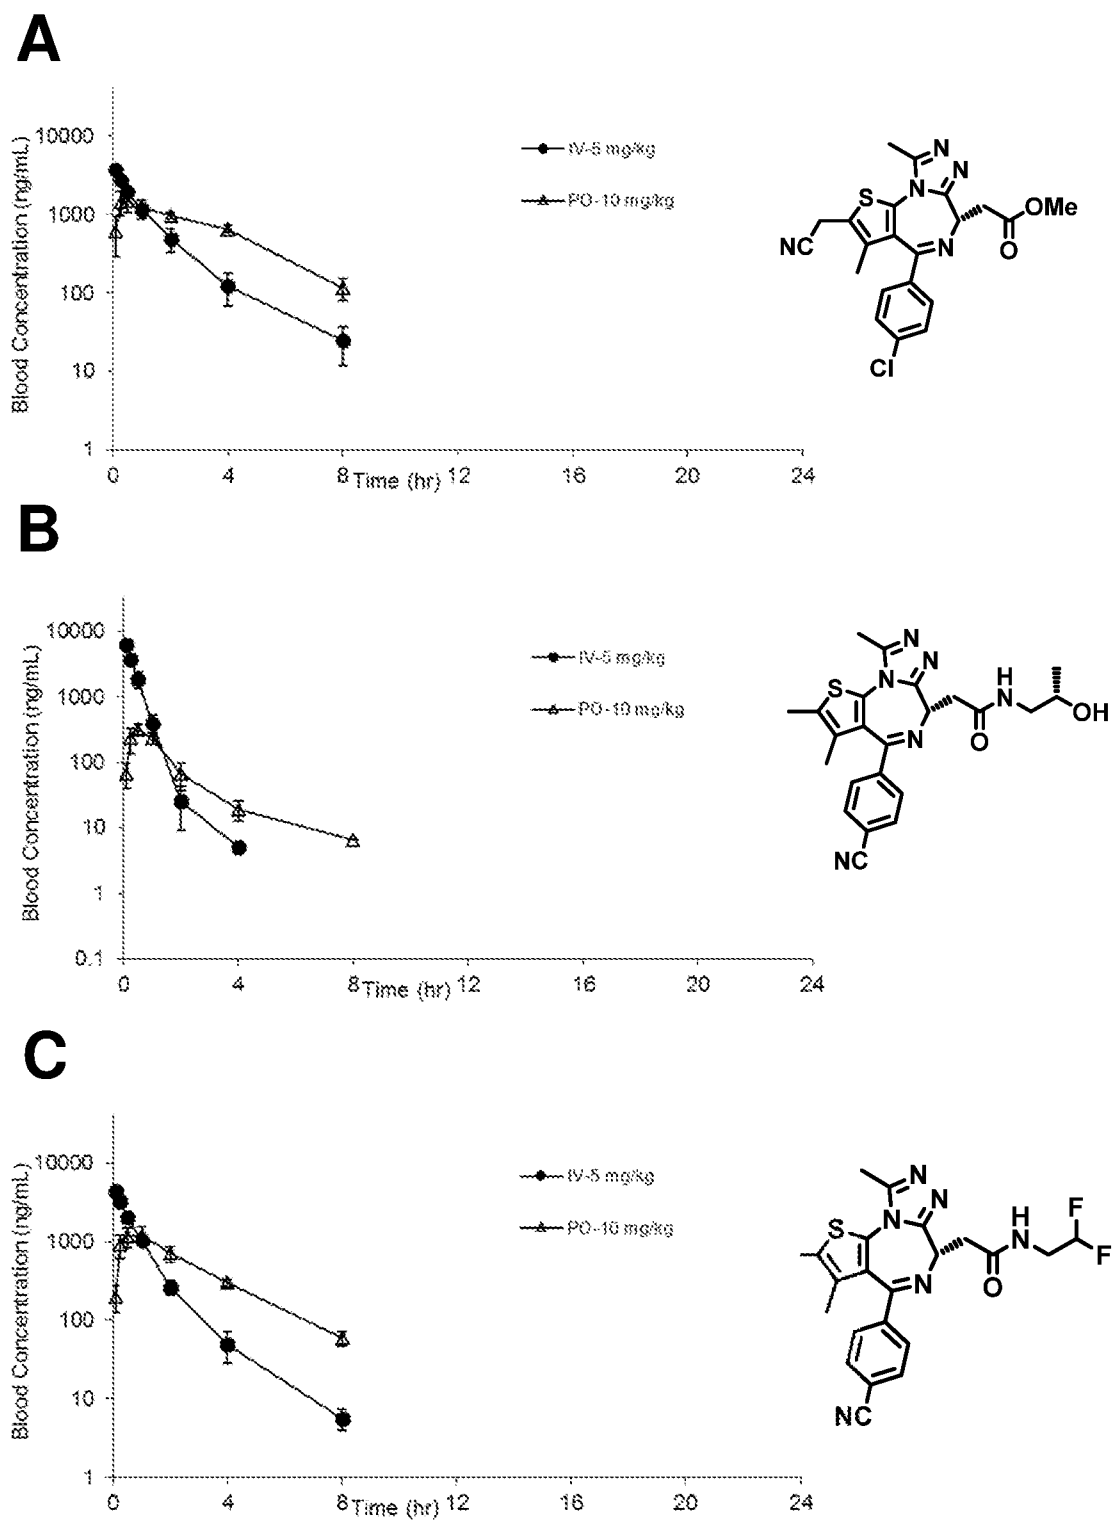 A
Blood Concentration (ng/mL)
10000
1000
100
10
1
0 4 8 12 16 20 24
Time (hr)
IV-5 mg/kg
PO-10 mg/kg
N
N
N
S
N
OMe
O
NC
Cl
B
Blood Concentration (ng/mL)
10000
1000
100
10
1
0.1
0 4 8 12 16 20 24
Time (hr)
IV-5 mg/kg
PO-10 mg/kg
N
N
N
S
N
H
N
O
OH
NC
C
Blood Concentration (ng/mL)
10000
1000
100
10
1
0 4 8 12 16 20 24
Time (hr)
IV-5 mg/kg
PO-10 mg/kg
N
N
N
S
N
H
N
O
F
F
NC